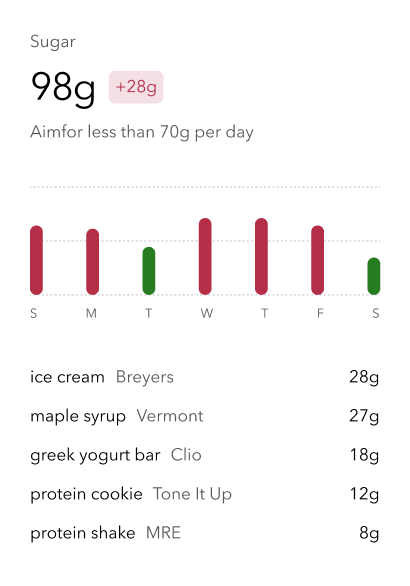 Sugar
98g +28g
Aimfor less than 70g per day
S M T W T F S
ice cream Breyers 28g
maple syrup Vermont 27g
greek yogurt bar Clio 18g
protein cookie Tone It Up 12g
protein shake MRE 8g